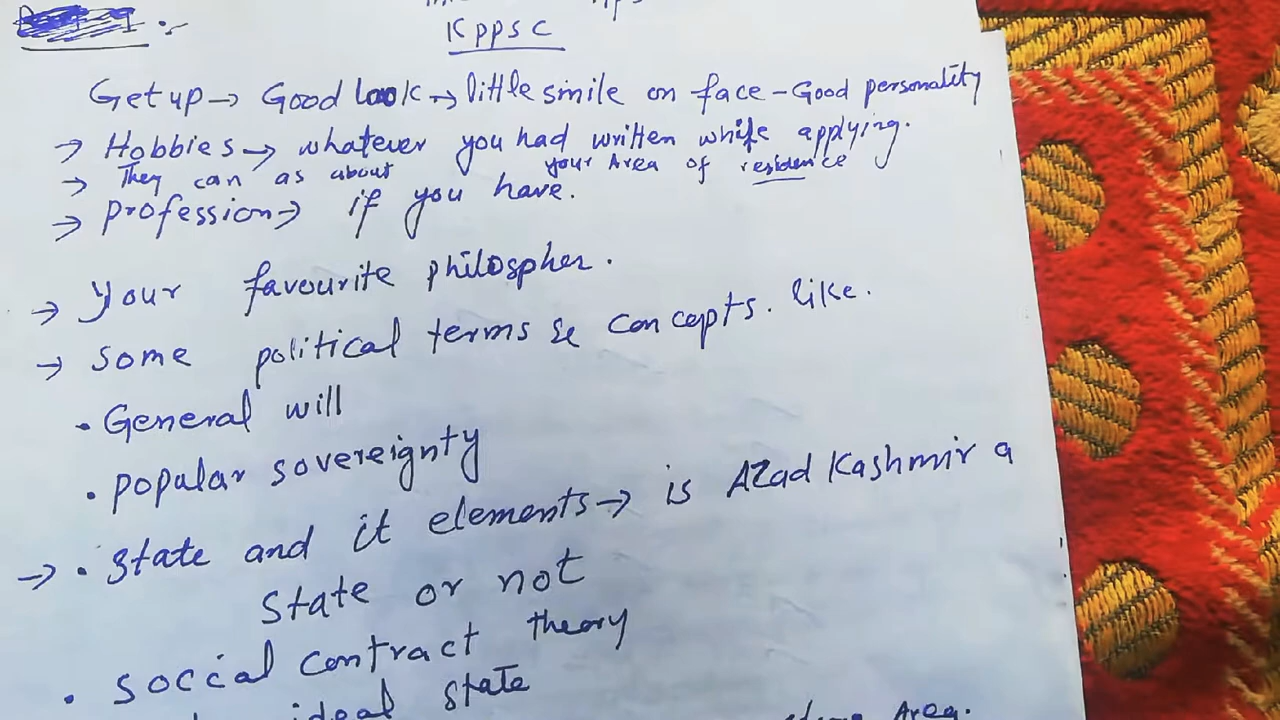 KPPSC
Getup → Good look → little smile on face - Good personality
→ Hobbies → whatever you had written while applying.
→ They can as about your Area of residence
→ profession → if you have.
→ your favourite philospher.
→ some political terms & concepts. like.
• General will
• popular sovereignty
→ • state and it elements → is Azad Kashmir a
state or not
• social contract theory
ideal state
Area.